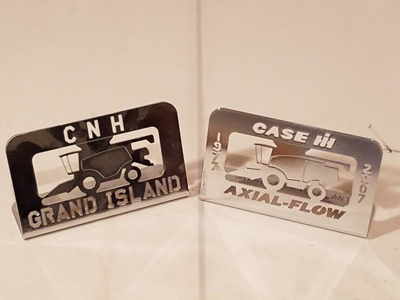 CNH
GRAND ISLAND
CASE IH
1977
2007
AXIAL-FLOW